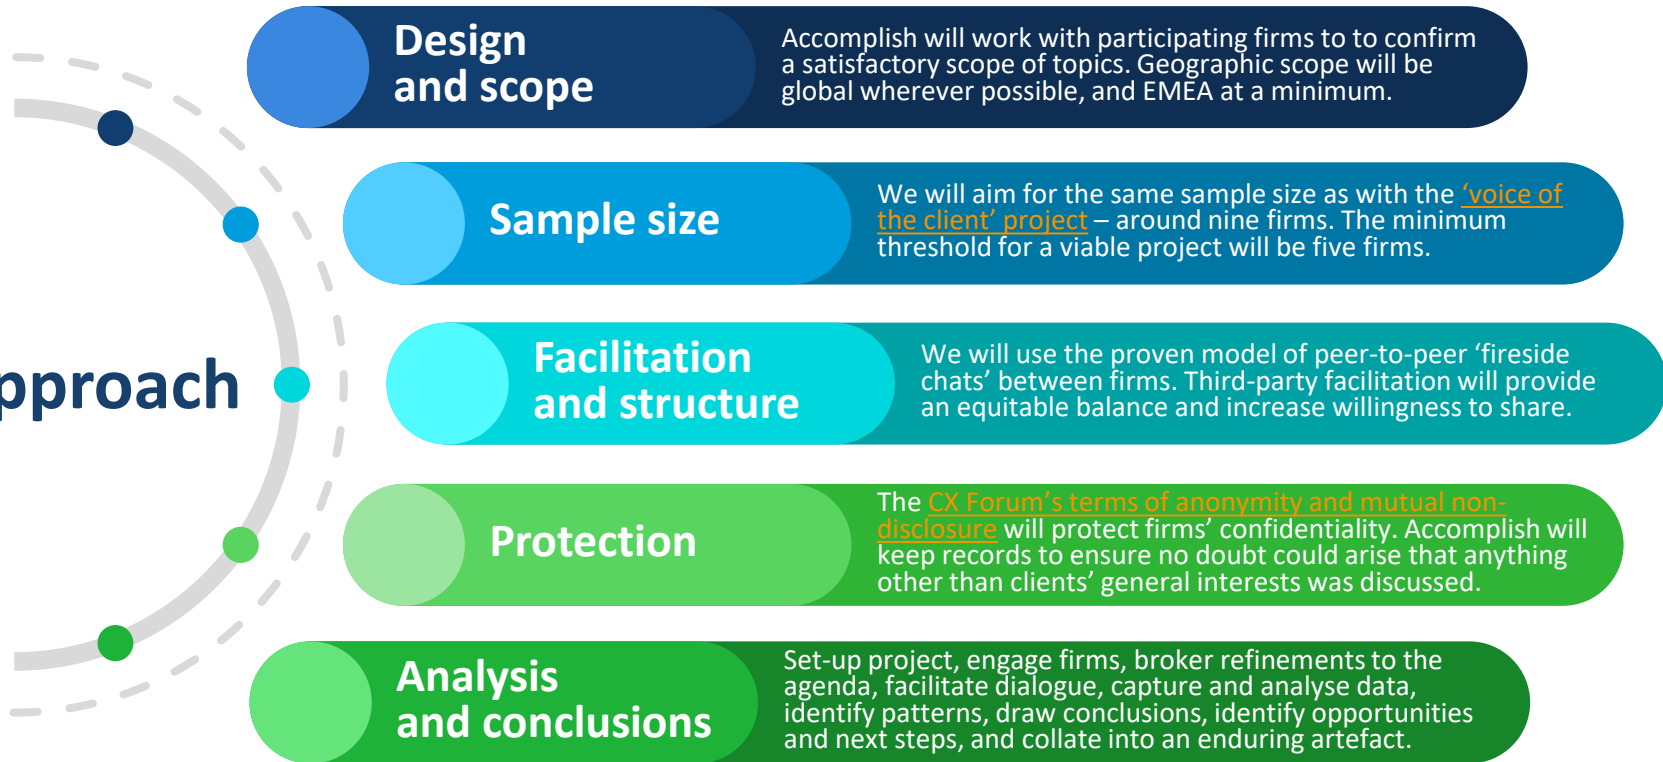 Design
and scope
Accomplish will work with participating firms to to confirm
a satisfactory scope of topics. Geographic scope will be
global wherever possible, and EMEA at a minimum.
Sample size
We will aim for the same sample size as with the ‘voice of
the client’ project – around nine firms. The minimum
threshold for a viable project will be five firms.
pproach
Facilitation
and structure
We will use the proven model of peer-to-peer ‘fireside
chats’ between firms. Third-party facilitation will provide
an equitable balance and increase willingness to share.
Protection
The CX Forum’s terms of anonymity and mutual non-
disclosure will protect firms’ confidentiality. Accomplish will
keep records to ensure no doubt could arise that anything
other than clients’ general interests was discussed.
Analysis
and conclusions
Set-up project, engage firms, broker refinements to the
agenda, facilitate dialogue, capture and analyse data,
identify patterns, draw conclusions, identify opportunities
and next steps, and collate into an enduring artefact.